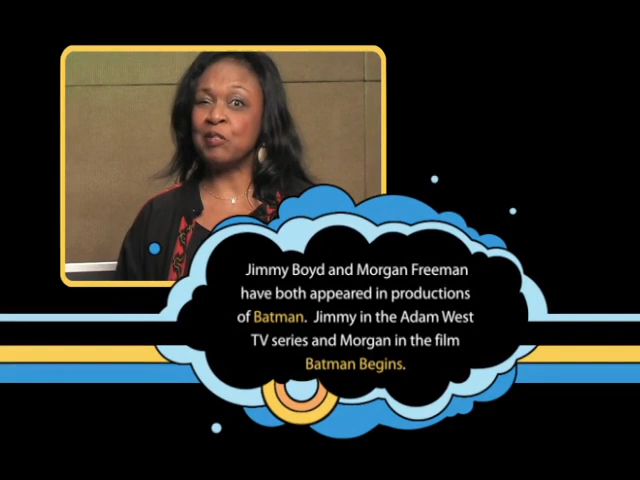 Jimmy Boyd and Morgan Freeman
have both appeared in productions
of Batman. Jimmy in the Adam West
TV series and Morgan in the film
Batman Begins.